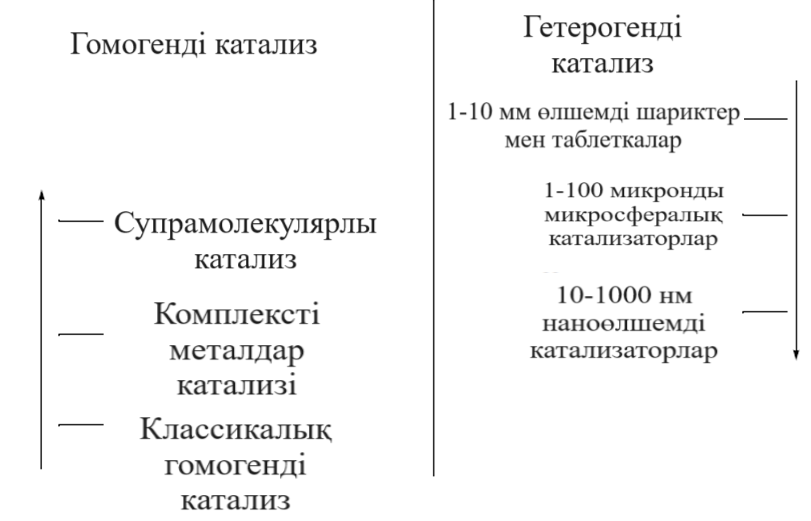 Гомогенді катализ
Супрамолекулярлы
катализ
Комплексті
металдар
катализі
Классикалық
гомогенді
катализ
Гетерогенді
катализ
1-10 мм өлшемді шариктер
мен таблеткалар
1-100 микронды
микросфералық
катализаторлар
10-1000 нм
наноөлшемді
катализаторлар